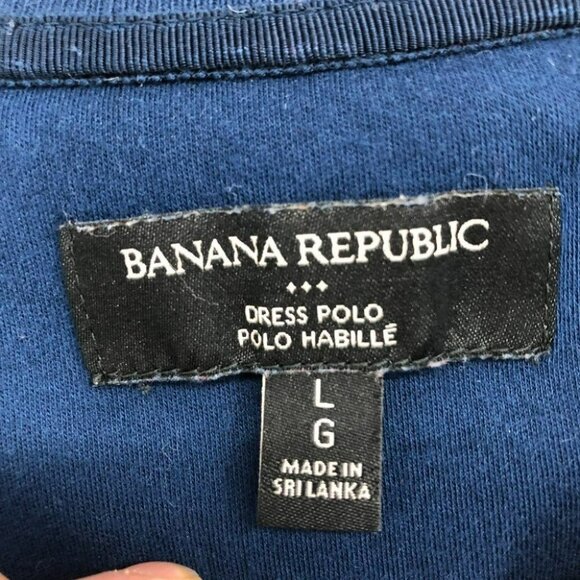 BANANA REPUBLIC
DRESS POLO
POLO HABILLÉ
L
G
MADE IN
SRI LANKA